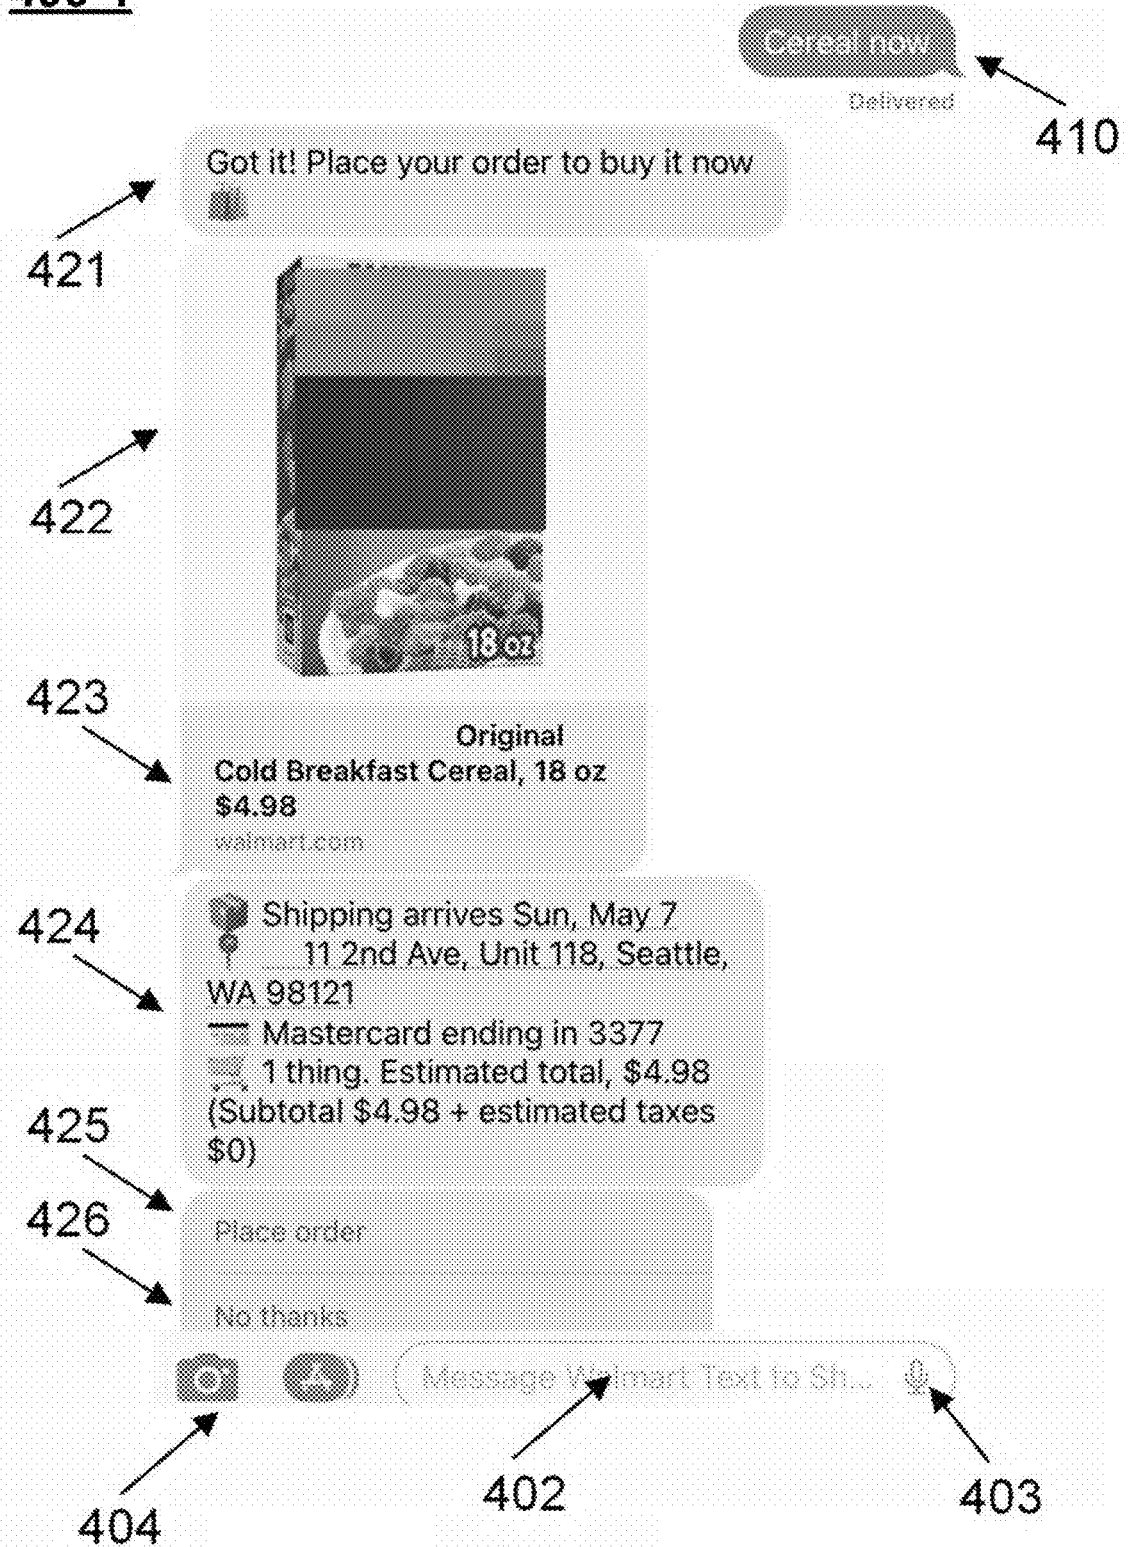 Cereal now
Delivered
410
Got it! Place your order to buy it now
421
422
18 oz
423
Original
Cold Breakfast Cereal, 18 oz
$4.98
walmart.com
424
Shipping arrives Sun, May 7
11 2nd Ave, Unit 118, Seattle,
WA 98121
Mastercard ending in 3377
1 thing. Estimated total, $4.98
(Subtotal $4.98 + estimated taxes
$0)
425
Place order
426
No thanks
Message Walmart Text to Sh...
404
402
403